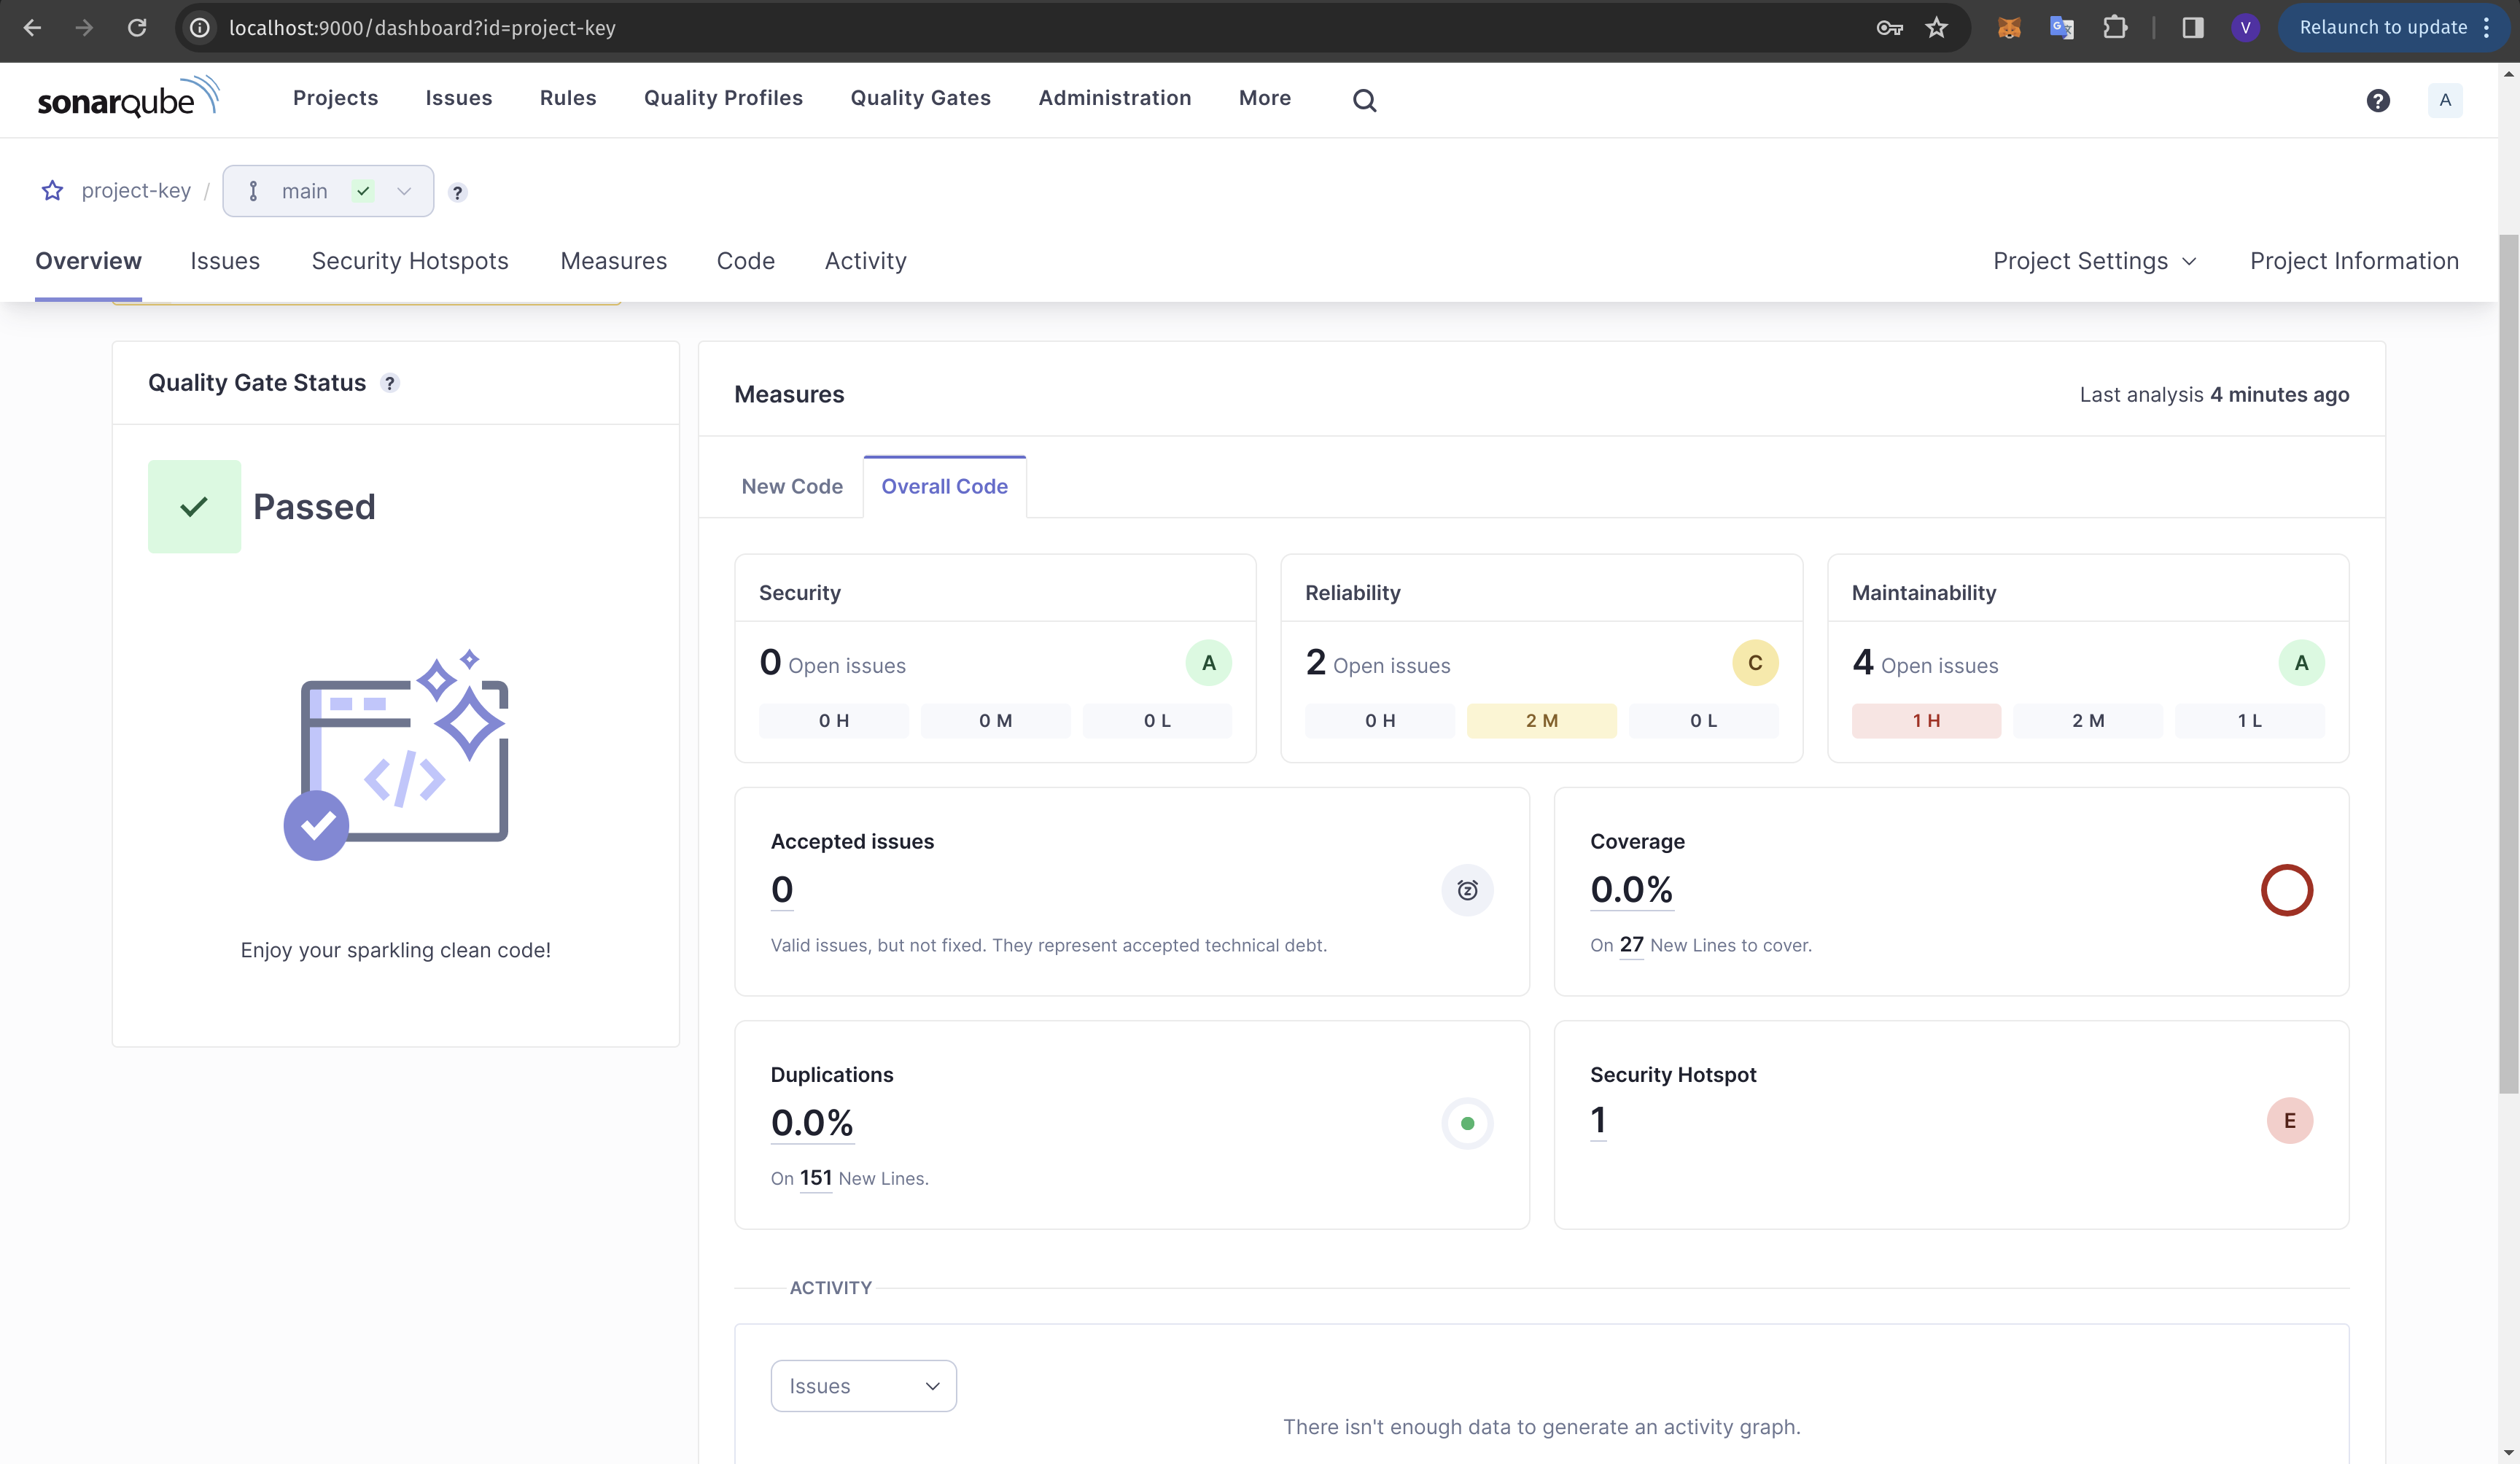 localhost:9000/dashboard?id=project-key
V
Relaunch to update
sonarqube
Projects
Issues
Rules
Quality Profiles
Quality Gates
Administration
More
?
A
project-key /
main
?
Overview
Issues
Security Hotspots
Measures
Code
Activity
Project Settings
Project Information
Quality Gate Status ?
Passed
Enjoy your sparkling clean code!
Measures
Last analysis 4 minutes ago
New Code
Overall Code
Security
0 Open issues
A
0 H
0 M
0 L
Reliability
2 Open issues
C
0 H
2 M
0 L
Maintainability
4 Open issues
A
1 H
2 M
1 L
Accepted issues
0
Valid issues, but not fixed. They represent accepted technical debt.
Coverage
0.0%
On 27 New Lines to cover.
Duplications
0.0%
On 151 New Lines.
Security Hotspot
1
E
ACTIVITY
Issues
There isn't enough data to generate an activity graph.